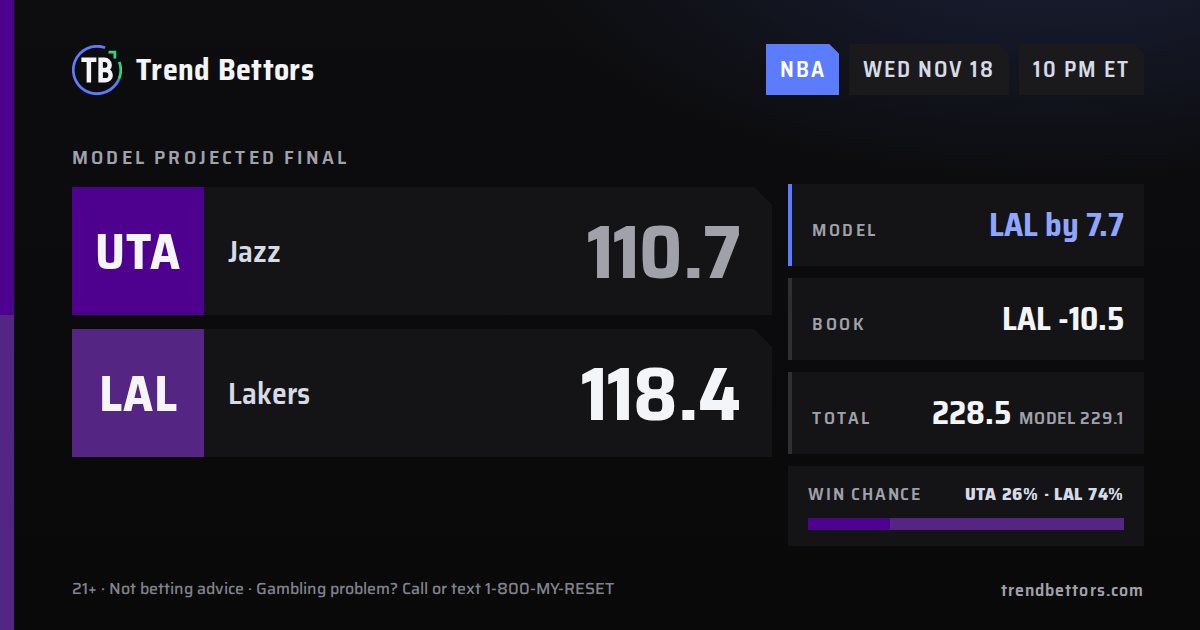 TB Trend Bettors
NBA WED NOV 18 10 PM ET
MODEL PROJECTED FINAL
UTA Jazz 110.7
LAL Lakers 118.4
MODEL LAL by 7.7
BOOK LAL -10.5
TOTAL 228.5 MODEL 229.1
WIN CHANCE UTA 26% · LAL 74%
21+ · Not betting advice · Gambling problem? Call or text 1-800-MY-RESET
trendbettors.com